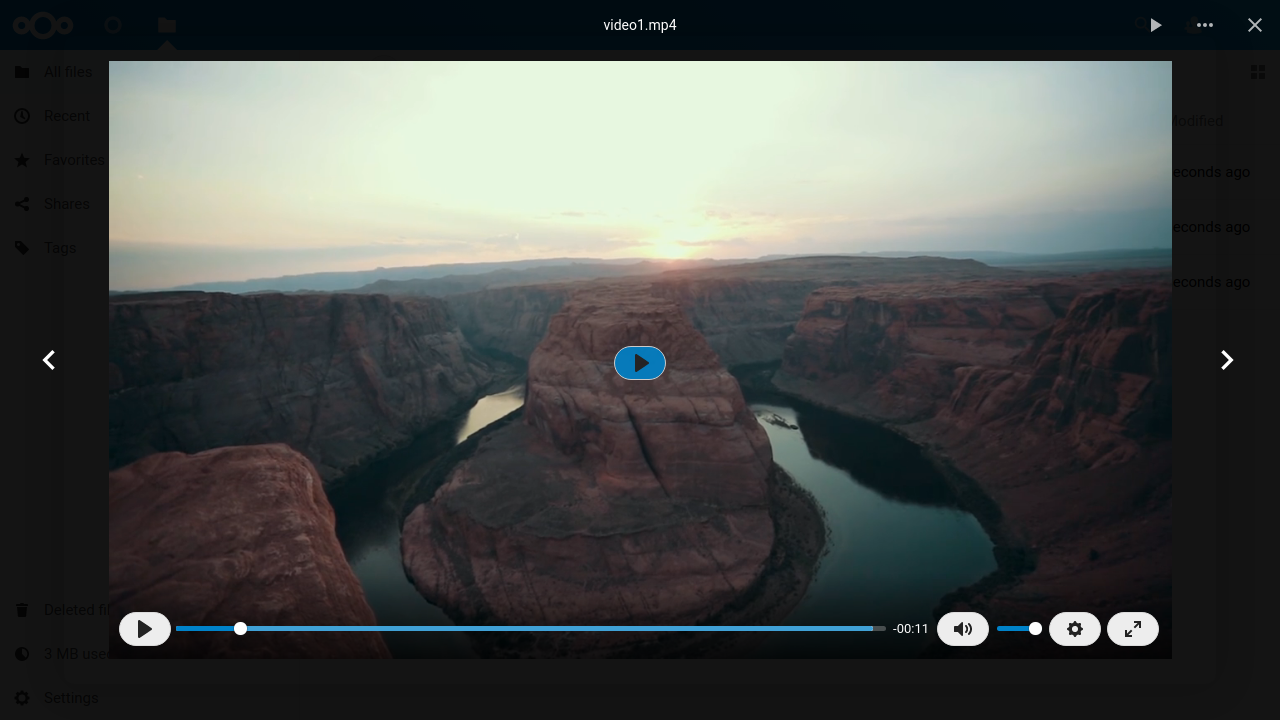 video1.mp4
All files
Recent
Modified
Favorites
econds ago
Shares
econds ago
Tags
econds ago
Deleted fil
-00:11
3 MB used
Settings